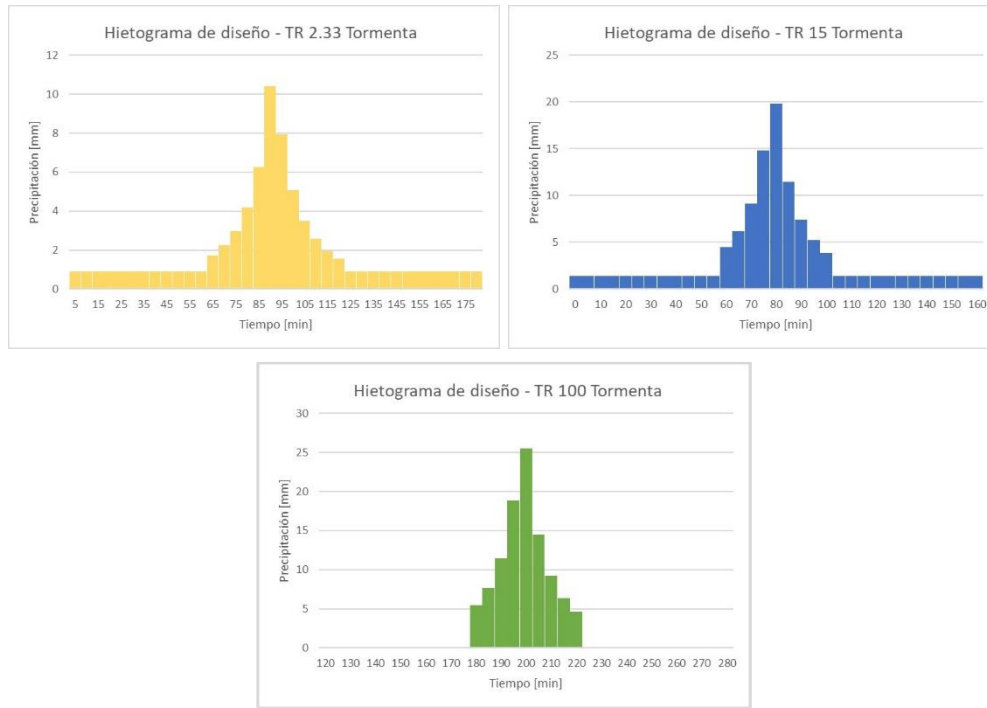 Hietograma de diseño - TR 2.33 Tormenta
12
10
8
6
4
2
0
Precipitación [mm]
5 15 25 35 45 55 65 75 85 95 105 115 125 135 145 155 165 175
Tiempo [min]
Hietograma de diseño - TR 15 Tormenta
25
20
15
10
5
0
Precipitación [mm]
0 10 20 30 40 50 60 70 80 90 100 110 120 130 140 150 160
Tiempo [min]
Hietograma de diseño - TR 100 Tormenta
30
25
20
15
10
5
0
Precipitación [mm]
120 130 140 150 160 170 180 190 200 210 220 230 240 250 260 270 280
Tiempo [min]